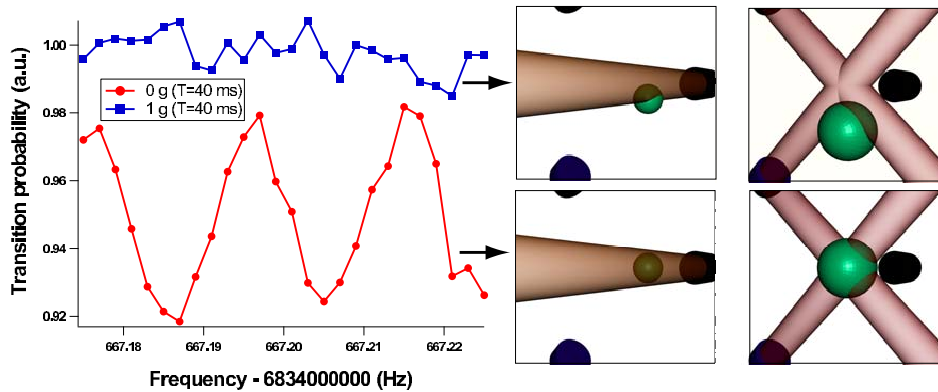 Transition probability (a.u.)
1.00
0.98
0.96
0.94
0.92
0 g (T=40 ms)
1 g (T=40 ms)
667.18
667.19
667.20
667.21
667.22
Frequency - 6834000000 (Hz)